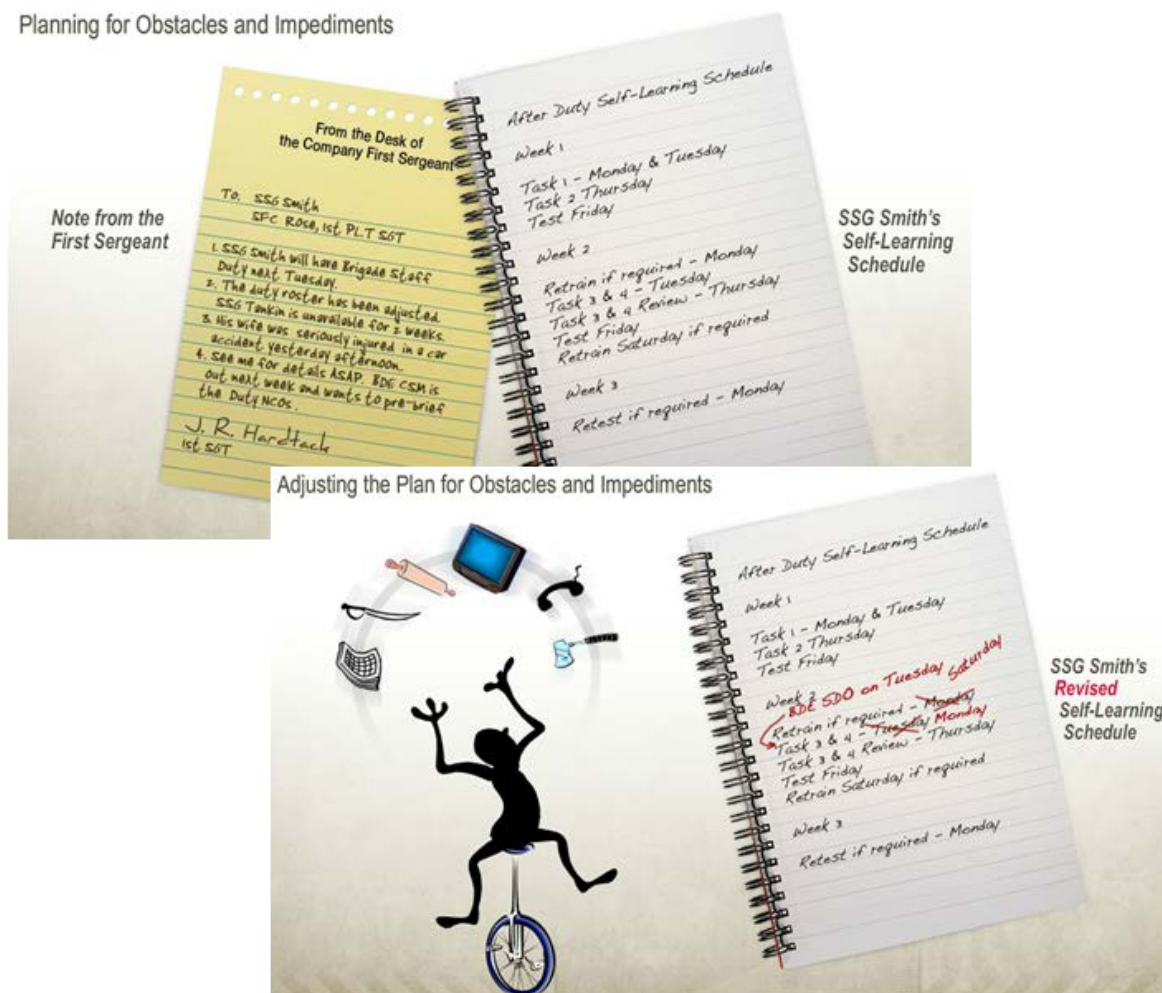 Planning for Obstacles and Impediments
Note from the
First Sergeant
From the Desk of
the Company First Sergeant
To: SSG Smith
SFC Rose, 1st PLT SGT
1. SSG Smith will have Brigade Staff
Duty next Tuesday.
2. The duty roster has been adjusted
SSG Tankin is unavailable for 2 weeks.
3. His wife was seriously injured in a car
accident yesterday afternoon.
4. See me for details ASAP. BDE CSM is
out next week and wants to pre-brief
the Duty NCOs.
J. R. Hardtack
1st SGT
After Duty Self-Learning Schedule
Week 1
Task 1 - Monday & Tuesday
Task 2 Thursday
Test Friday
Week 2
Retrain if required - Monday
Task 3 & 4 - Tuesday
Task 3 & 4 Review - Thursday
Test Friday
Retrain Saturday if required
Week 3
Retest if required - Monday
SSG Smith's
Self-Learning
Schedule
Adjusting the Plan for Obstacles and Impediments
After Duty Self-Learning Schedule
Week 1
Task 1 - Monday & Tuesday
Task 2 Thursday
Test Friday
Week 2
BDE SDO on Tuesday Saturday
Retrain if required - Monday
Task 3 & 4 - Tuesday Monday
Task 3 & 4 Review - Thursday
Test Friday
Retrain Saturday if required
Week 3
Retest if required - Monday
SSG Smith's
Revised
Self-Learning
Schedule